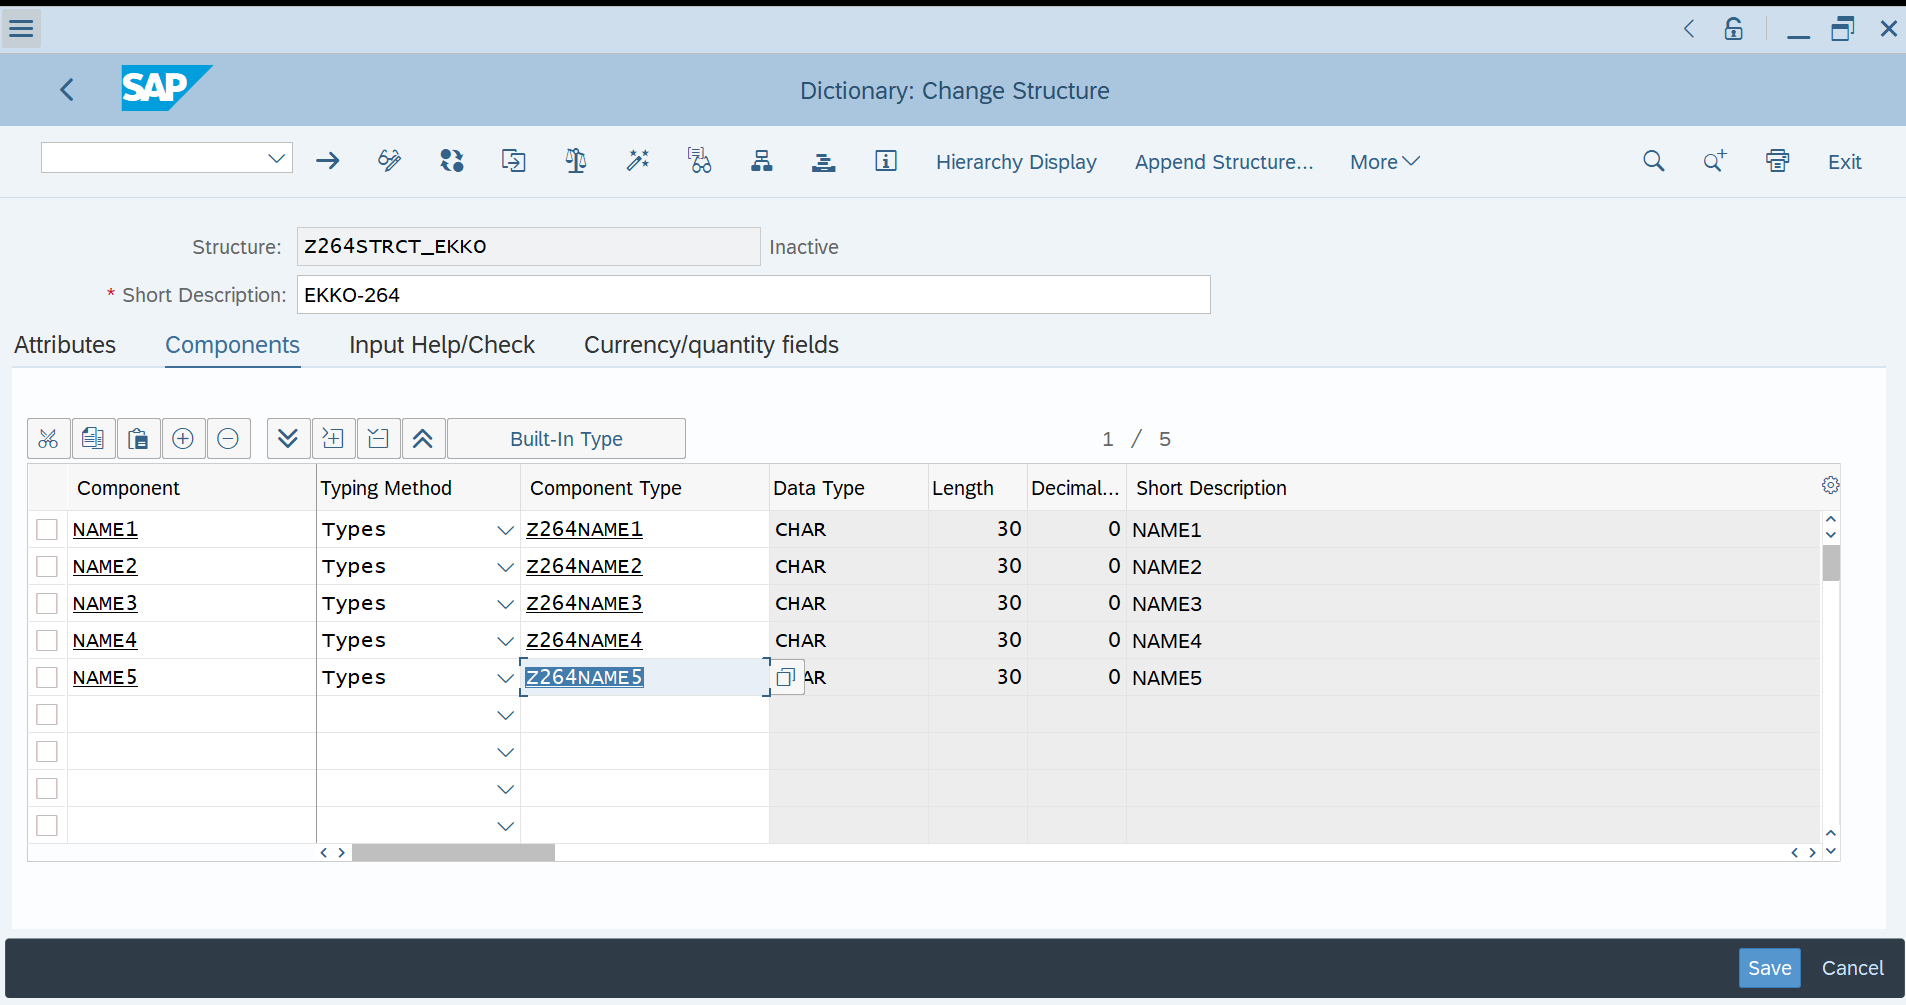 SAP
Dictionary: Change Structure
Hierarchy Display Append Structure... More Exit
Structure: Z264STRCT_EKKO Inactive
* Short Description: EKKO-264
Attributes Components Input Help/Check Currency/quantity fields
Built-In Type 1 / 5
Component Typing Method Component Type Data Type Length Decimal... Short Description
NAME1 Types Z264NAME1 CHAR 30 0 NAME1
NAME2 Types Z264NAME2 CHAR 30 0 NAME2
NAME3 Types Z264NAME3 CHAR 30 0 NAME3
NAME4 Types Z264NAME4 CHAR 30 0 NAME4
NAME5 Types Z264NAME5 AR 30 0 NAME5
Save Cancel